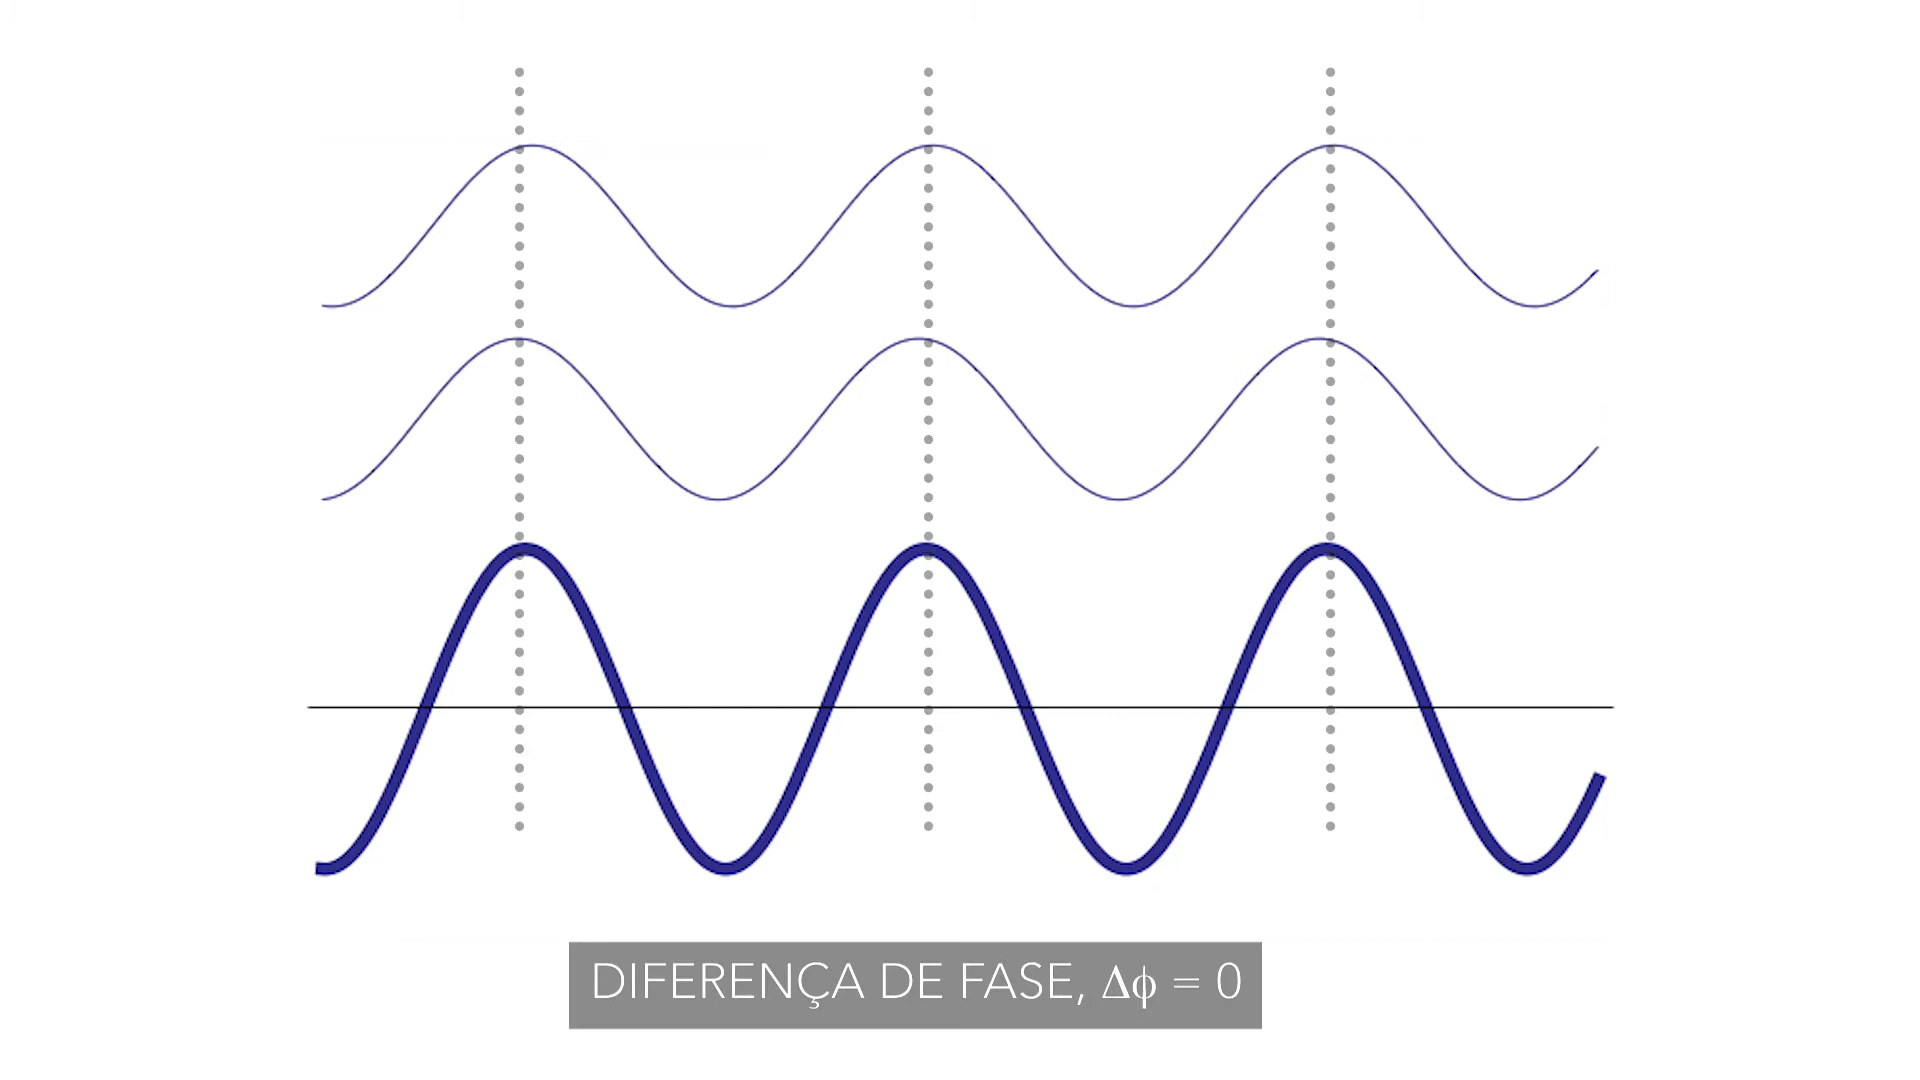 DIFERENÇA DE FASE, Δϕ = 0